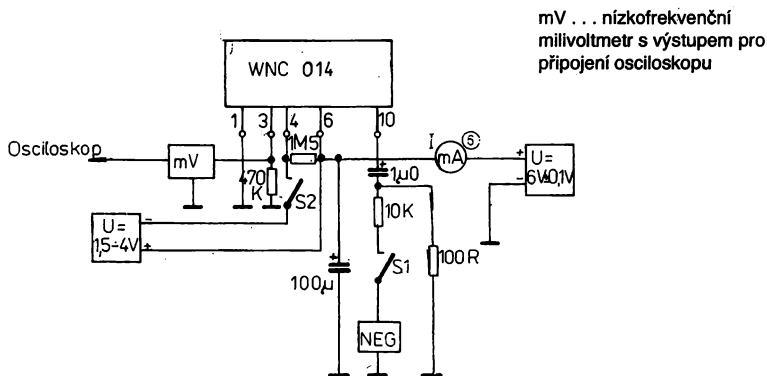 mV . . . nízkofrekvenční
milivoltmetr s výstupem pro
připojení osciloskopu
WNC 014
1 3 4 6 10
1M5
I
5
Osciloskop
mV
mA
+
U=
6V±0,1V
-
470
K
S2
+
1μ0
10K
-
U=
1,5÷4V
+
+
100μ
S1
100R
NEG